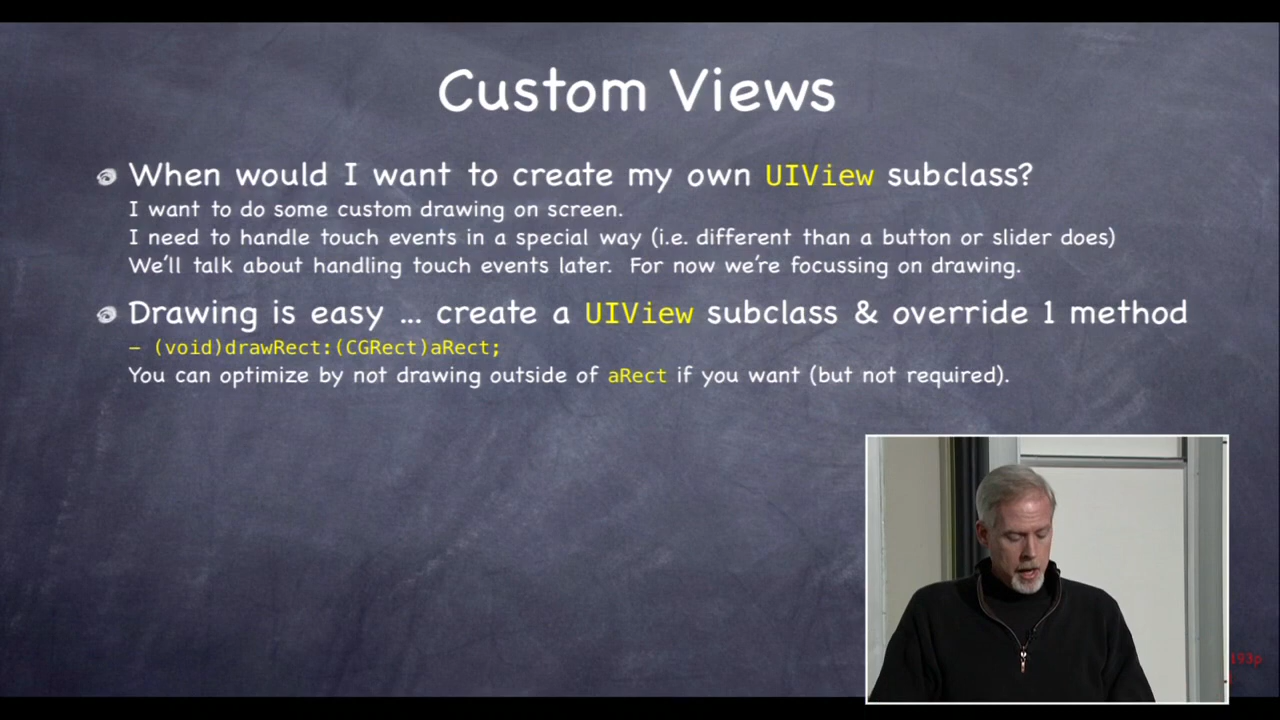 Custom Views
When would I want to create my own UIView subclass?
I want to do some custom drawing on screen.
I need to handle touch events in a special way (i.e. different than a button or slider does)
We'll talk about handling touch events later.  For now we're focussing on drawing.
Drawing is easy ... create a UIView subclass & override 1 method
– (void)drawRect:(CGRect)aRect;
You can optimize by not drawing outside of aRect if you want (but not required).
193p